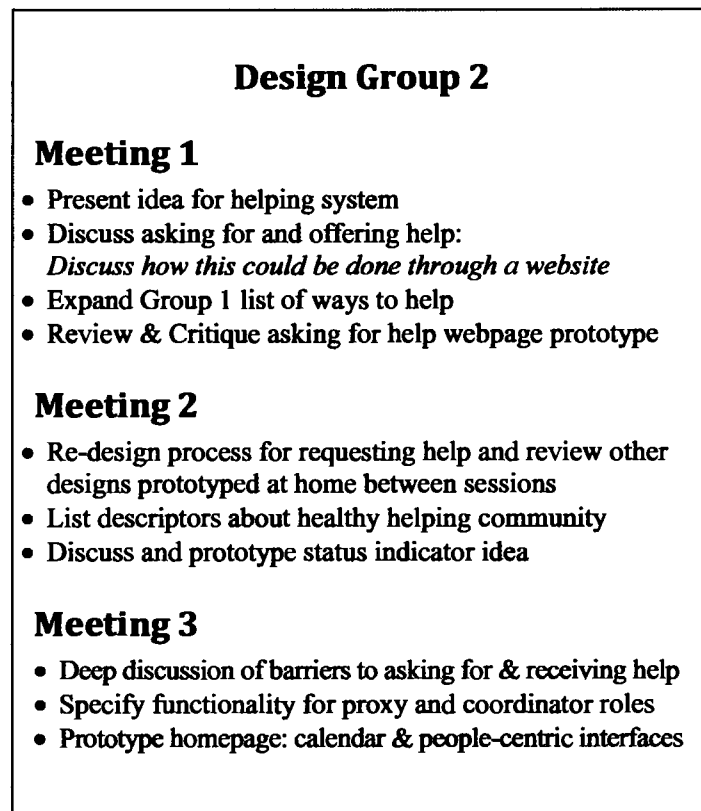 Design Group 2
Meeting 1
• Present idea for helping system
• Discuss asking for and offering help:
Discuss how this could be done through a website
• Expand Group 1 list of ways to help
• Review & Critique asking for help webpage prototype
Meeting 2
• Re-design process for requesting help and review other
designs prototyped at home between sessions
• List descriptors about healthy helping community
• Discuss and prototype status indicator idea
Meeting 3
• Deep discussion of barriers to asking for & receiving help
• Specify functionality for proxy and coordinator roles
• Prototype homepage: calendar & people-centric interfaces